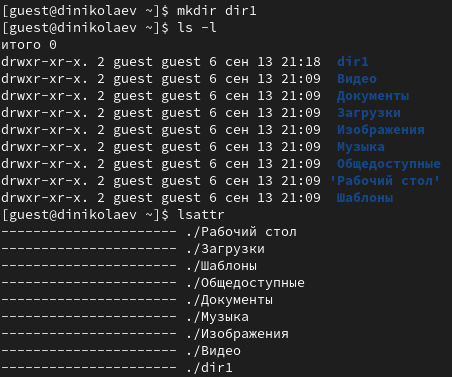 [guest@dinikolaev ~]$ mkdir dir1
[guest@dinikolaev ~]$ ls -l
итого 0
drwxr-xr-x. 2 guest guest 6 сен 13 21:18  dir1
drwxr-xr-x. 2 guest guest 6 сен 13 21:09  Видео
drwxr-xr-x. 2 guest guest 6 сен 13 21:09  Документы
drwxr-xr-x. 2 guest guest 6 сен 13 21:09  Загрузки
drwxr-xr-x. 2 guest guest 6 сен 13 21:09  Изображения
drwxr-xr-x. 2 guest guest 6 сен 13 21:09  Музыка
drwxr-xr-x. 2 guest guest 6 сен 13 21:09  Общедоступные
drwxr-xr-x. 2 guest guest 6 сен 13 21:09 'Рабочий стол'
drwxr-xr-x. 2 guest guest 6 сен 13 21:09  Шаблоны
[guest@dinikolaev ~]$ lsattr
---------------------- ./Рабочий стол
---------------------- ./Загрузки
---------------------- ./Шаблоны
---------------------- ./Общедоступные
---------------------- ./Документы
---------------------- ./Музыка
---------------------- ./Изображения
---------------------- ./Видео
---------------------- ./dir1